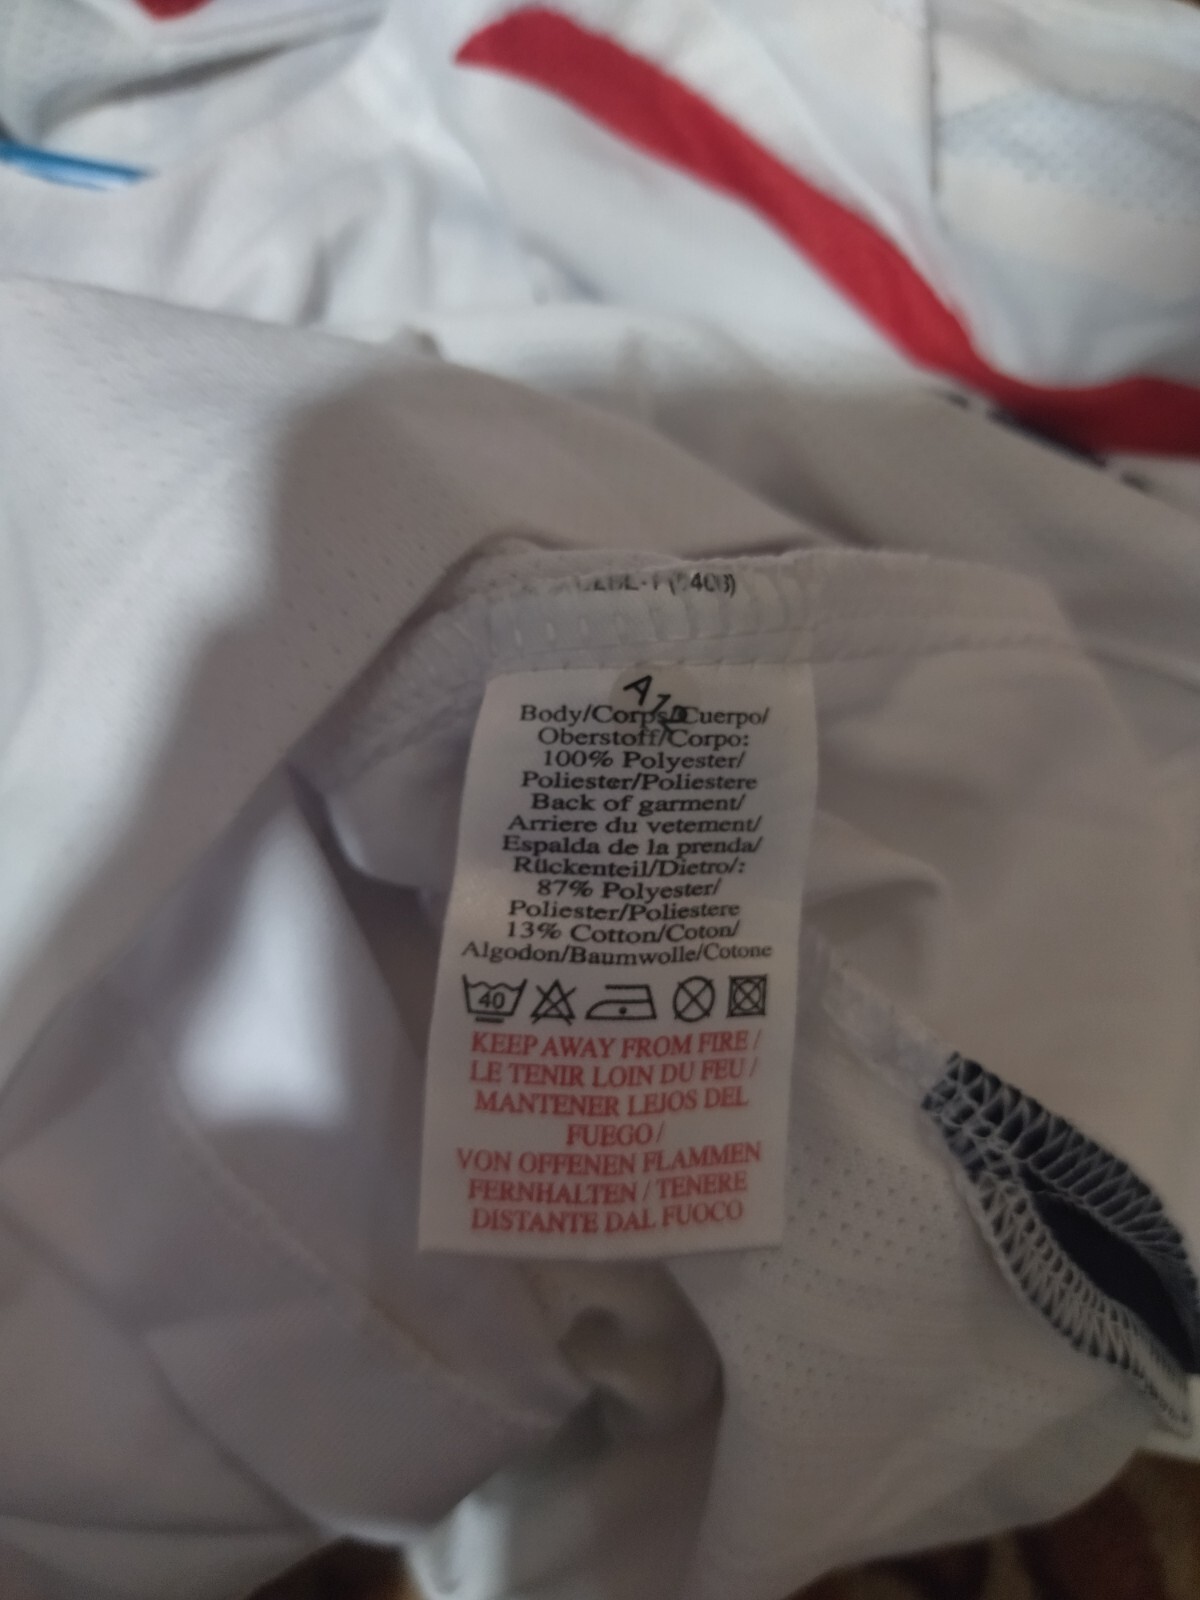 Body/Corps/Cuerpo/
Oberstoff/Corpo:
100% Polyester/
Poliester/Poliestere
Back of garment/
Arriere du vetement/
Espalda de la prenda/
Rückenteil/Dietro/:
87% Polyester/
Poliester/Poliestere
13% Cotton/Coton/
Algodon/Baumwolle/Cotone
40
KEEP AWAY FROM FIRE /
LE TENIR LOIN DU FEU /
MANTENER LEJOS DEL
FUEGO /
VON OFFENEN FLAMMEN
FERNHALTEN / TENERE
DISTANTE DAL FUOCO